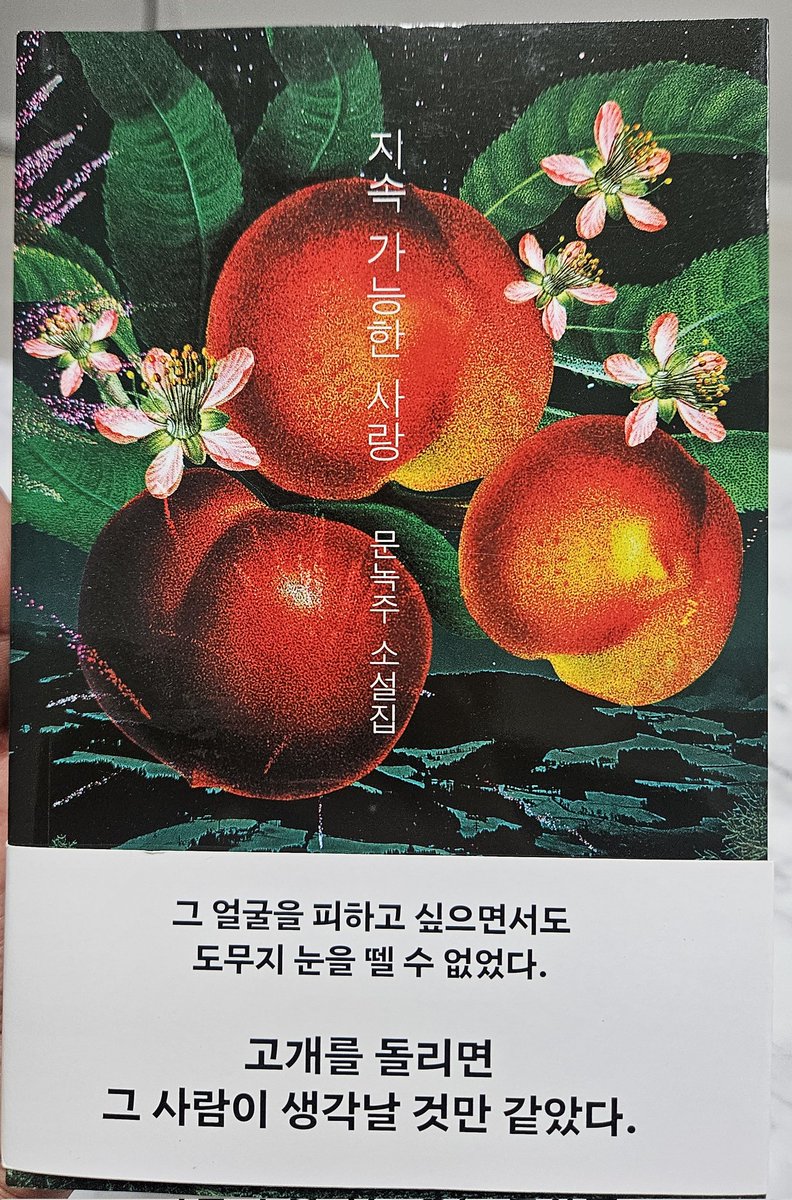 지속 가능한 사랑
문녹주 소설집
그 얼굴을 피하고 싶으면서도
도무지 눈을 뗄 수 없었다.
고개를 돌리면
그 사람이 생각날 것만 같았다.